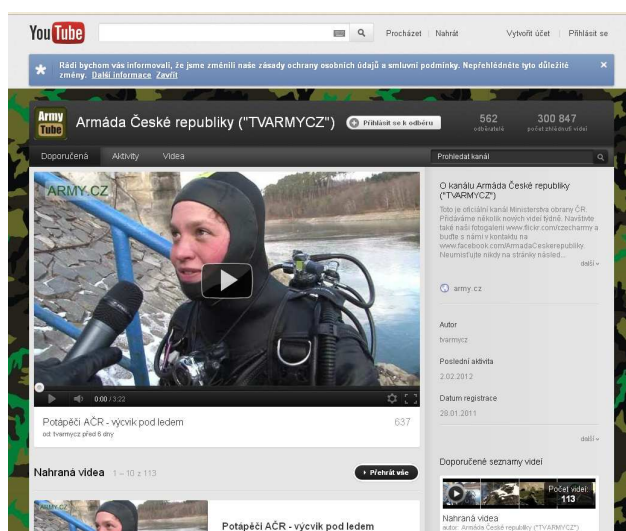 YouTube
Procházet
Nahrát
Vytvořit účet
Přihlásit se
Rádi bychom vás informovali, že jsme změnili naše zásady ochrany osobních údajů a smluvní podmínky. Nepřehlédněte tyto důležité
změny. Další informace Zavřít
Army
Tube
Armáda České republiky ("TVARMYCZ")
Přihlásit se k odběru
562
odběratelé
300 847
počet zhlédnutí videí
Doporučená
Aktivity
Videa
Prohledat kanál
ARMY.CZ
0:00 / 3:22
Potápěči AČR - výcvik pod ledem
637
od: tvarmycz před 6 dny
Nahraná videa
1 – 10 z 113
Přehrát vše
ARMY.CZ
Potápěči AČR - výcvik pod ledem
O kanálu Armáda České republiky
("TVARMYCZ")
Toto je oficiální kanál Ministerstva obrany ČR.
Přidáváme několik nových videí týdně. Navštivte
také naši fotogalerii www.flickr.com/czecharmy a
buďte s námi v kontaktu na
www.facebook.com/ArmadaCeskerepubliky.
Neumisťujte nikdy na stránky násled...
další
army.cz
Autor
tvarmycz
Poslední aktivita
2.02.2012
Datum registrace
28.01.2011
další
Doporučené seznamy videí
Počet videí:
113
Nahraná videa
autor: Armáda České republiky ("TVARMYCZ")